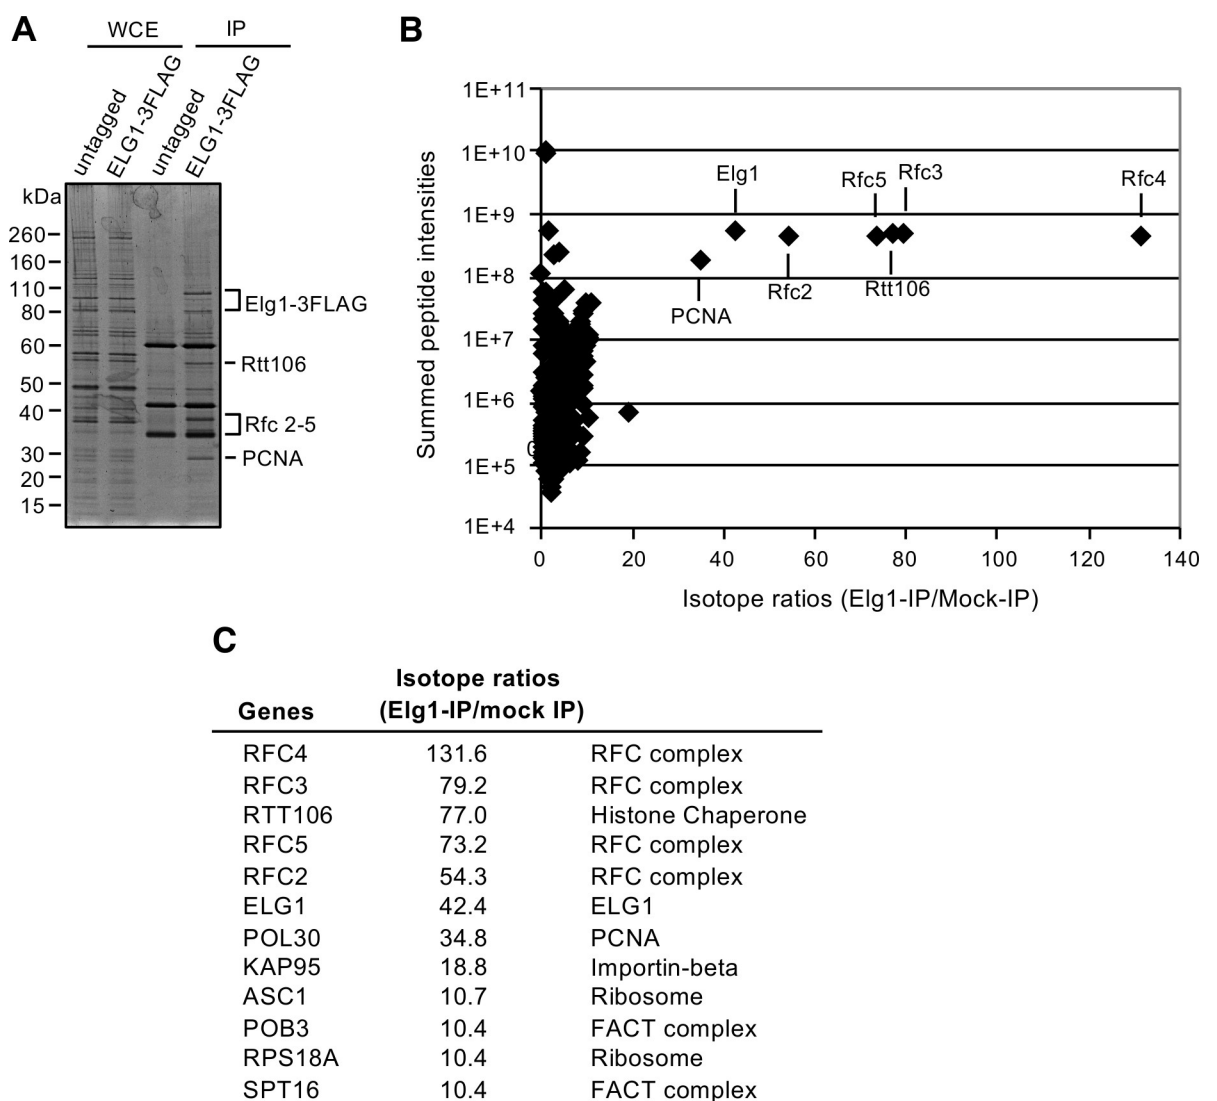 A
WCE IP
untagged
ELG1-3FLAG
untagged
ELG1-3FLAG
kDa
260
160
110
80
60
50
40
30
20
15
Elg1-3FLAG
Rtt106
Rfc 2-5
PCNA
B
Summed peptide intensities
1E+11
1E+10
1E+9
1E+8
1E+7
1E+6
1E+5
1E+4
Elg1
Rfc5
Rfc3
Rfc4
PCNA
Rfc2
Rtt106
0 20 40 60 80 100 120 140
Isotope ratios (Elg1-IP/Mock-IP)
C
Isotope ratios
Genes (Elg1-IP/mock IP)
RFC4 131.6 RFC complex
RFC3 79.2 RFC complex
RTT106 77.0 Histone Chaperone
RFC5 73.2 RFC complex
RFC2 54.3 RFC complex
ELG1 42.4 ELG1
POL30 34.8 PCNA
KAP95 18.8 Importin-beta
ASC1 10.7 Ribosome
POB3 10.4 FACT complex
RPS18A 10.4 Ribosome
SPT16 10.4 FACT complex